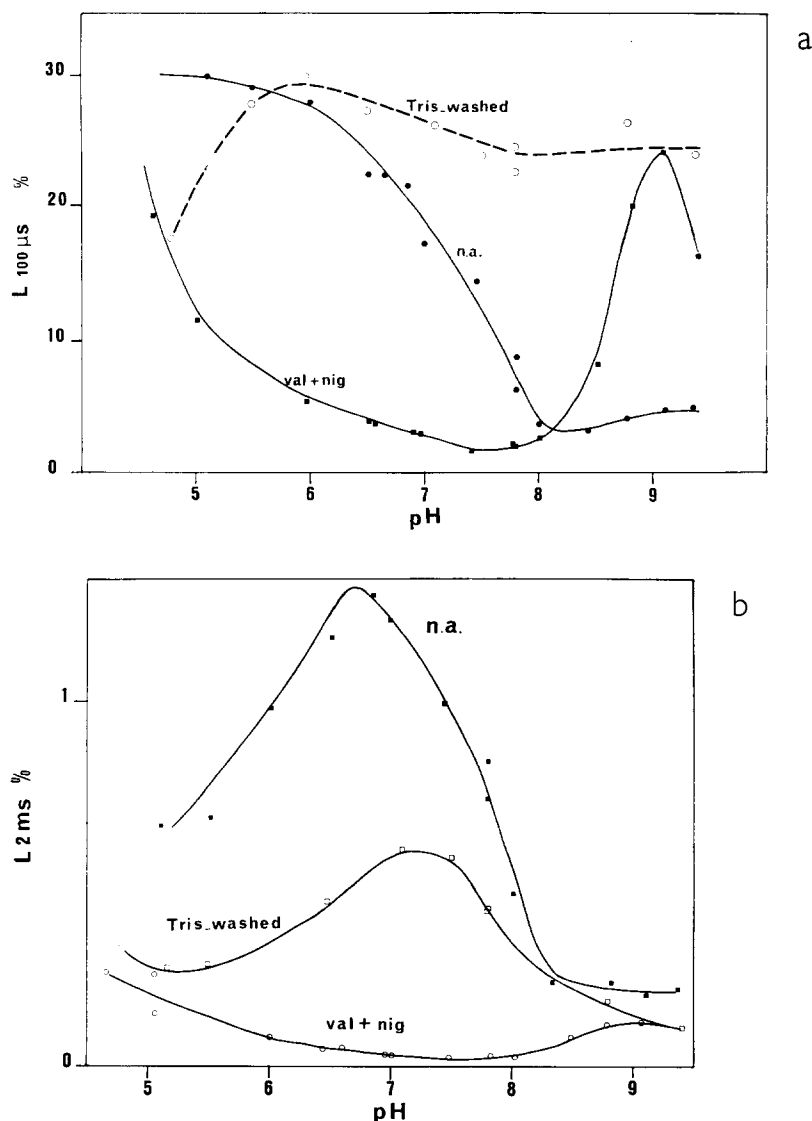 a
30
20
10
0
L 100 µs %
Tris_washed
n.a.
val+nig
5 6 7 8 9
pH
b
1
0
L 2 ms %
n.a.
Tris_washed
val + nig
5 6 7 8 9
pH